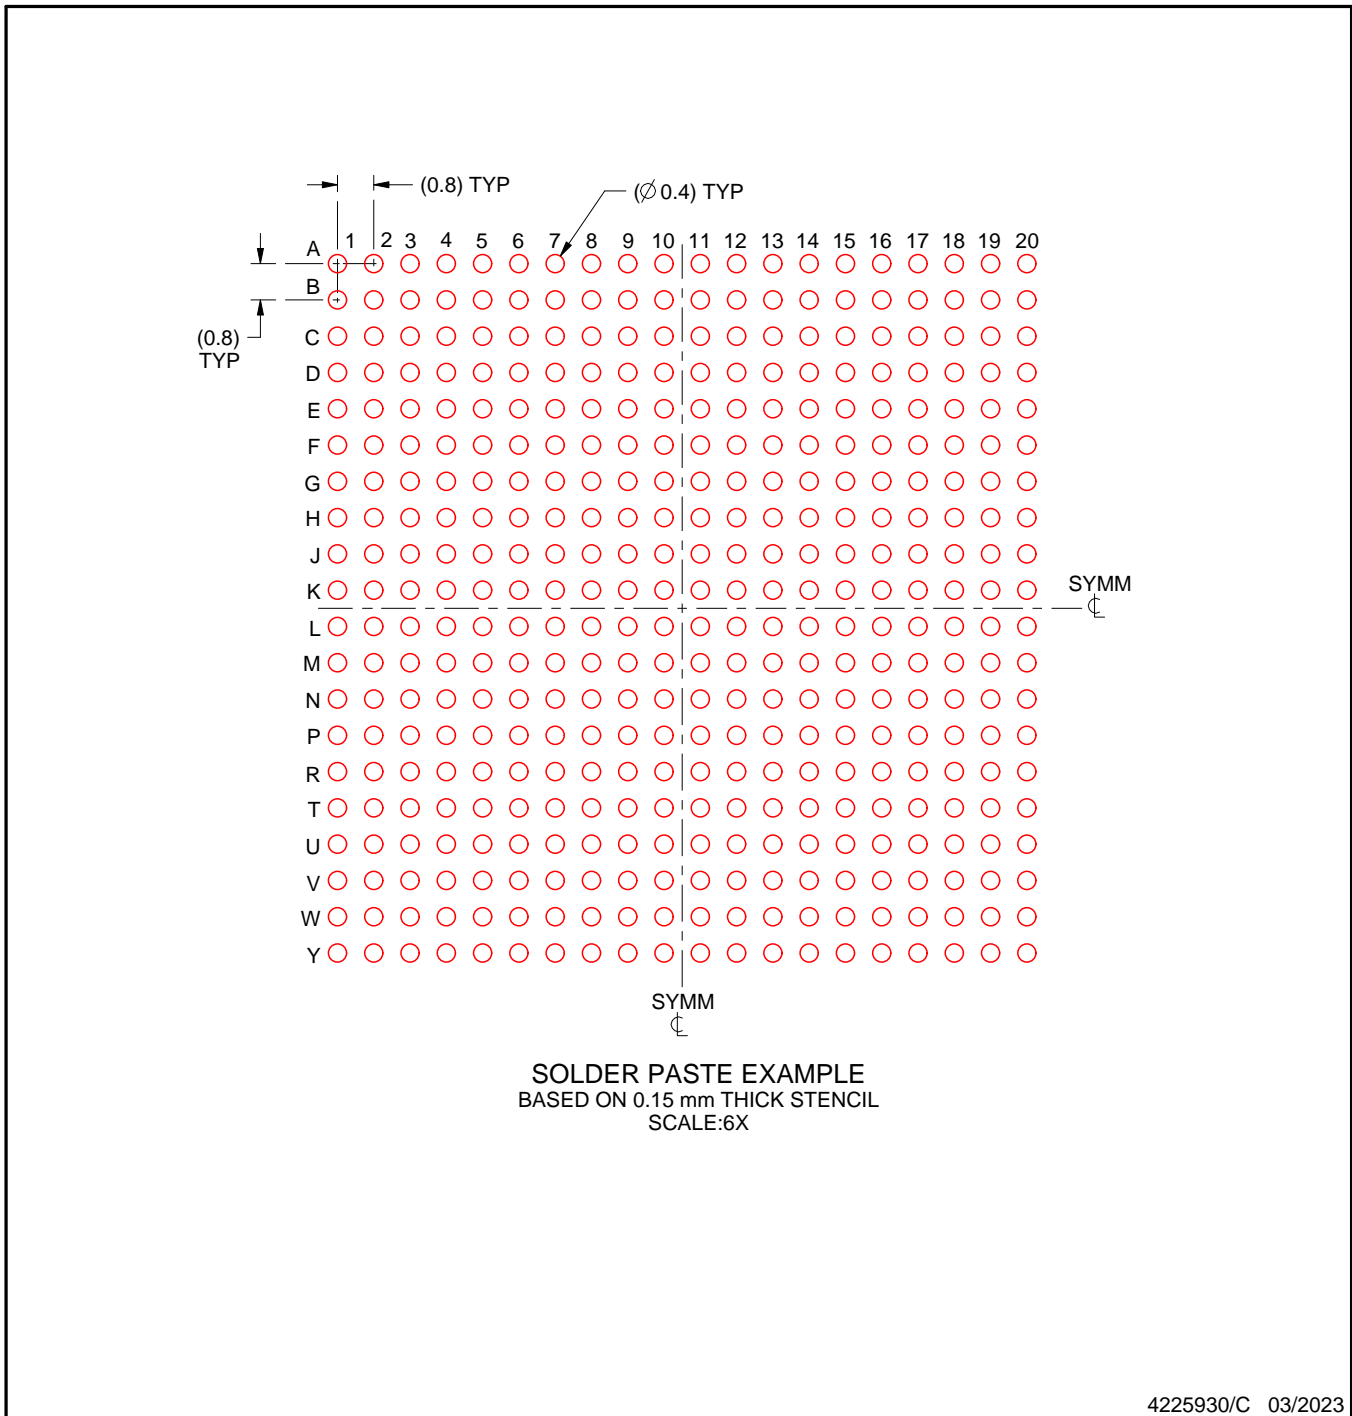 (0.8) TYP
(∅ 0.4) TYP
1 2 3 4 5 6 7 8 9 10 11 12 13 14 15 16 17 18 19 20
A
B
(0.8)
TYP
C
D
E
F
G
H
J
K
SYMM
℄
L
M
N
P
R
T
U
V
W
Y
SYMM
℄
SOLDER PASTE EXAMPLE
BASED ON 0.15 mm THICK STENCIL
SCALE:6X
4225930/C 03/2023